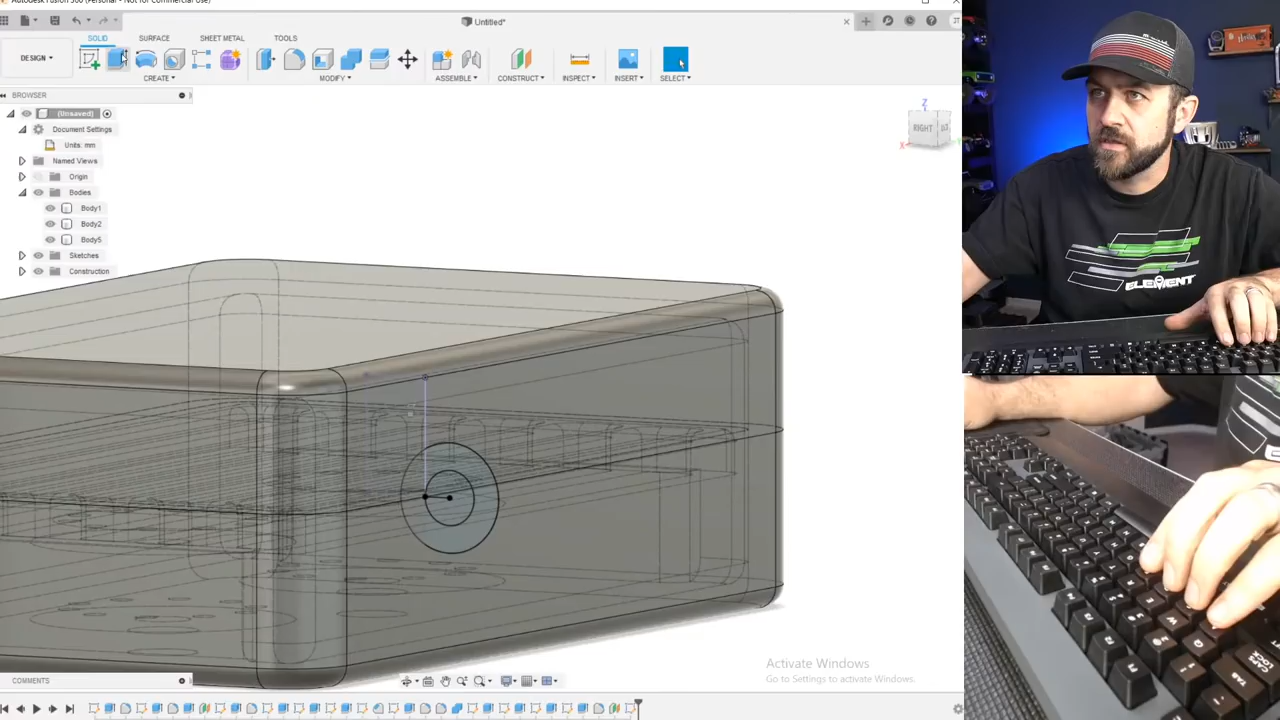 Autodesk Fusion 360 (Personal - Not for Commercial Use)
Untitled*
DESIGN
SOLID
SURFACE
SHEET METAL
TOOLS
CREATE
MODIFY
ASSEMBLE
CONSTRUCT
INSPECT
INSERT
SELECT
BROWSER
(Unsaved)
Document Settings
Units: mm
Named Views
Origin
Bodies
Body1
Body2
Body5
Sketches
Construction
Z
RIGHT
X
COMMENTS
Activate Windows
Go to Settings to activate Windows.
ELEMENT
CAPS
LOCK